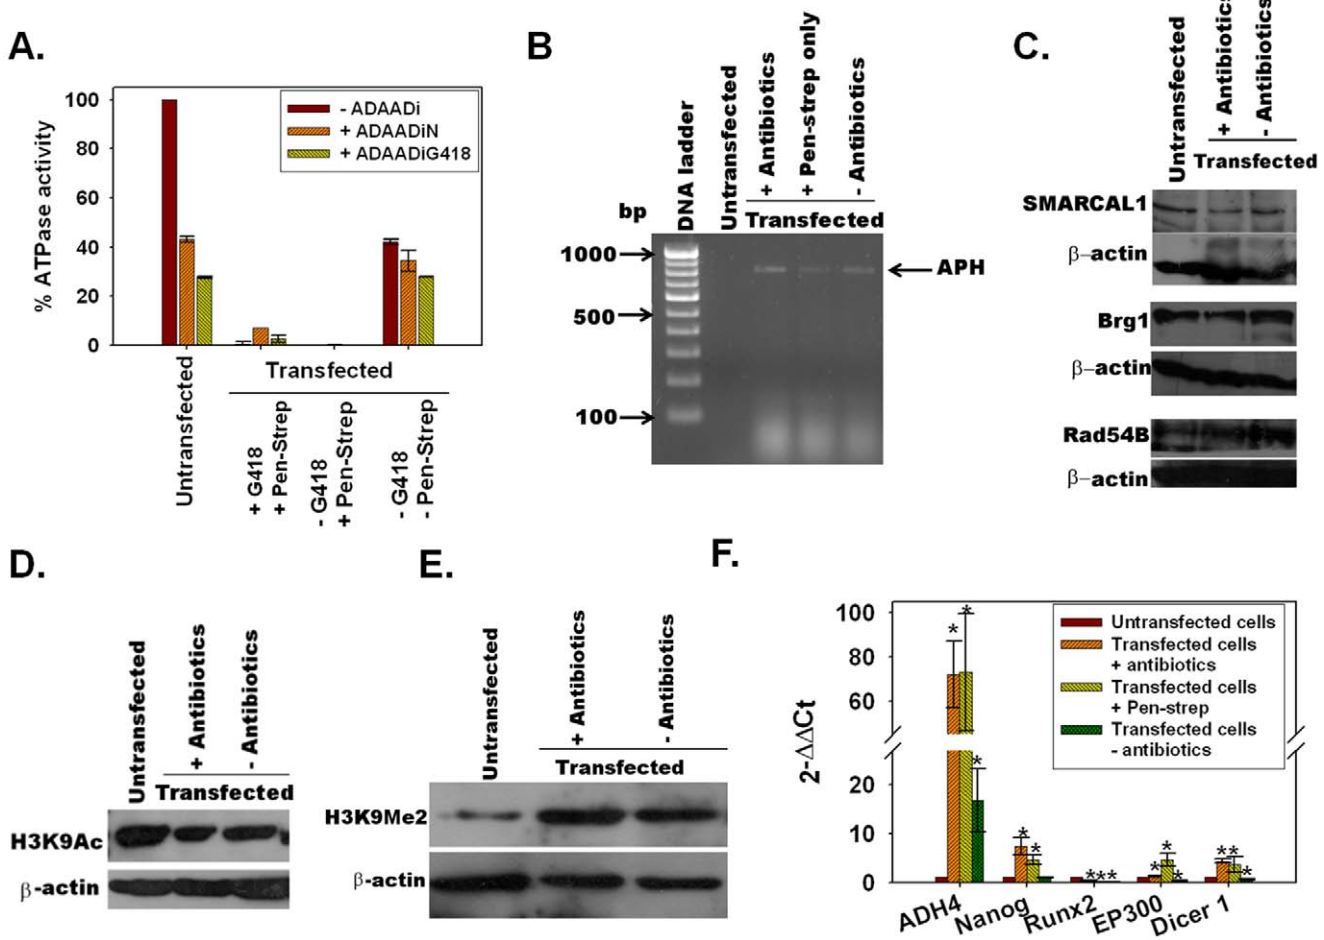 A.
100
80
60
40
20
0
% ATPase activity
- ADAADi
+ ADAADiN
+ ADAADiG418
Untransfected
Transfected
+ G418
+ Pen-Strep
- G418
+ Pen-Strep
- G418
- Pen-Strep
B.
bp
DNA ladder
Untransfected
+ Antibiotics
+ Pen-strep only
- Antibiotics
Transfected
1000
500
100
APH
C.
Untransfected
+ Antibiotics
- Antibiotics
Transfected
SMARCAL1
β-actin
Brg1
β-actin
Rad54B
β-actin
D.
Untransfected
+ Antibiotics
- Antibiotics
Transfected
H3K9Ac
β-actin
E.
Untransfected
+ Antibiotics
- Antibiotics
Transfected
H3K9Me2
β-actin
F.
2-ΔΔCt
100
80
60
20
10
0
* *
*
* *
***
* * *
** *
Untransfected cells
Transfected cells
+ antibiotics
Transfected cells
+ Pen-strep
Transfected cells
- antibiotics
ADH4
Nanog
Runx2
EP300
Dicer 1